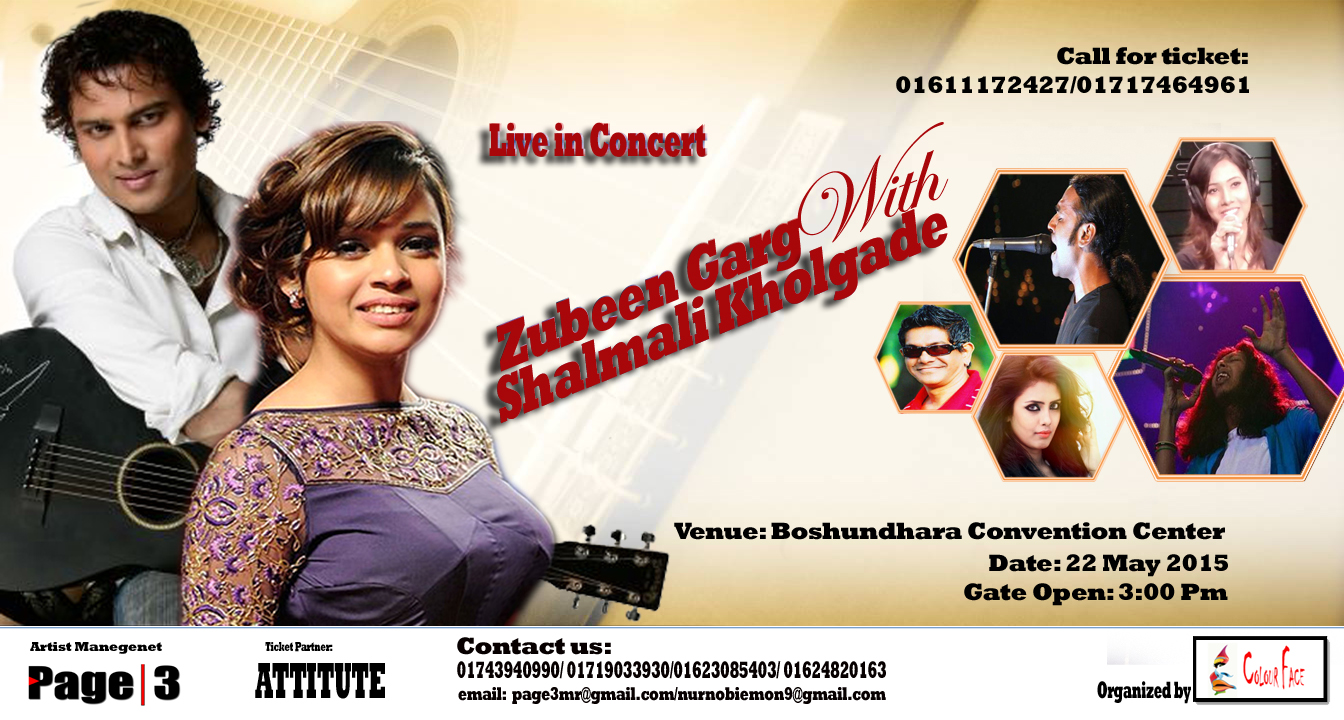 Call for ticket:
01611172427/01717464961
Live in Concert
With
Zubeen Garg
Shalmali Kholgade
Venue: Boshundhara Convention Center
Date: 22 May 2015
Gate Open: 3:00 Pm
Artist Manegenet
Page|3
Ticket Partner:
ATTITUTE
Contact us:
01743940990/ 01719033930/01623085403/ 01624820163
email: page3mr@gmail.com/nurnobiemon9@gmail.com
Organized by
COLOUR FACE